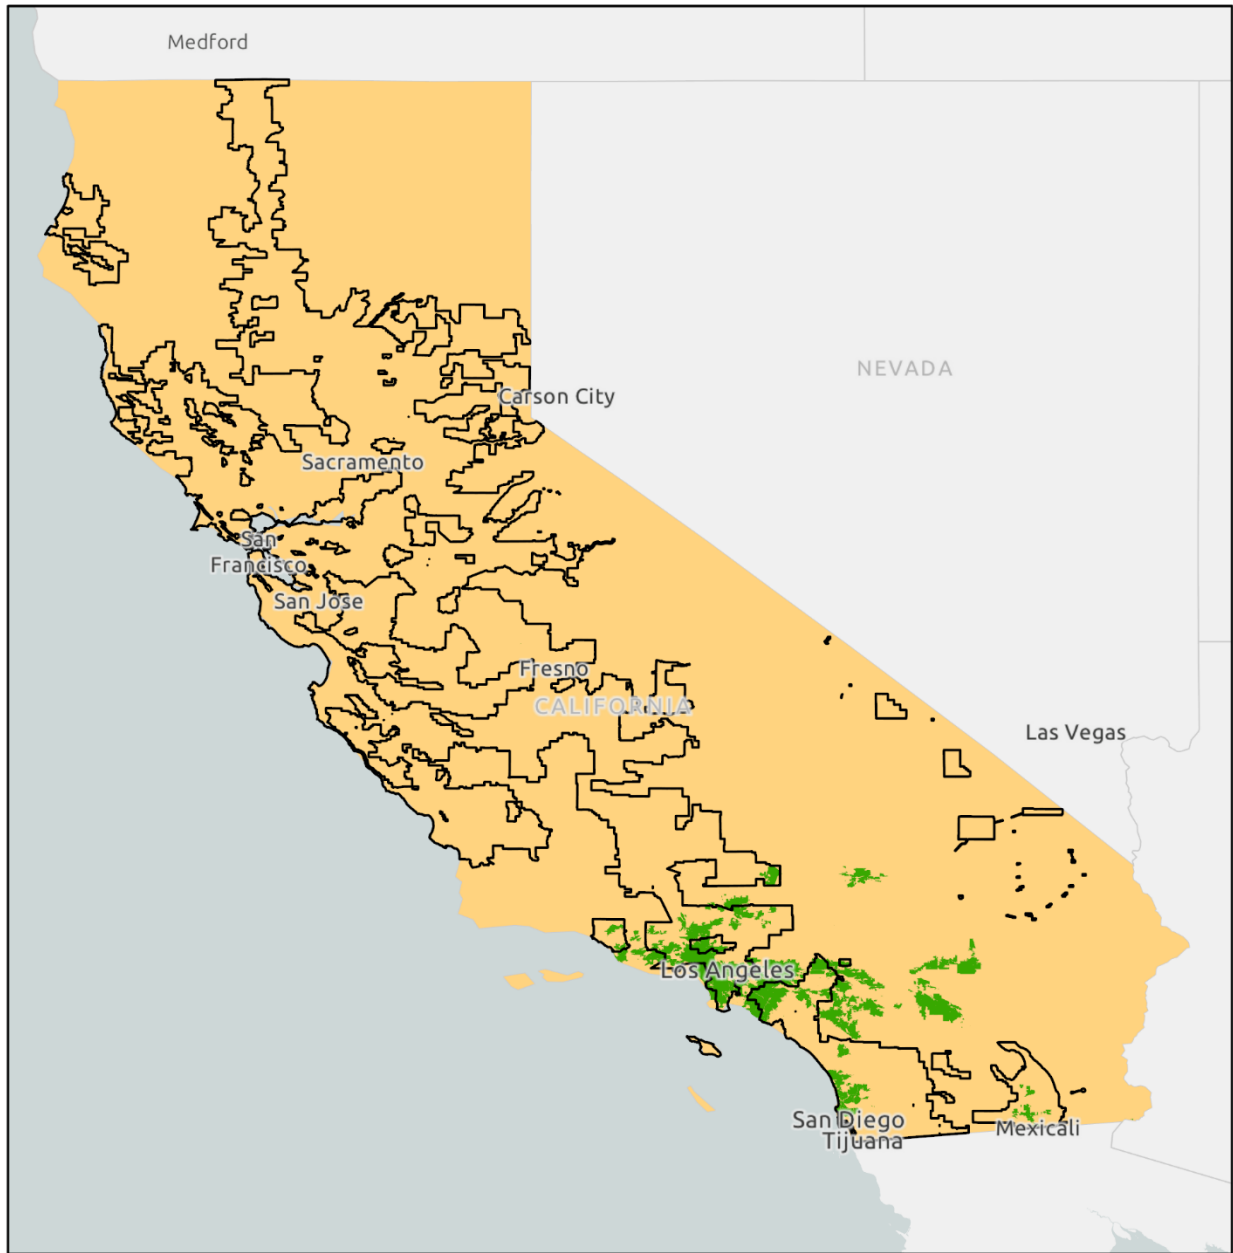 Medford
NEVADA
Carson City
Sacramento
San
Francisco
San Jose
Fresno
CALIFORNIA
Las Vegas
Los Angeles
San Diego
Tijuana
Mexicali